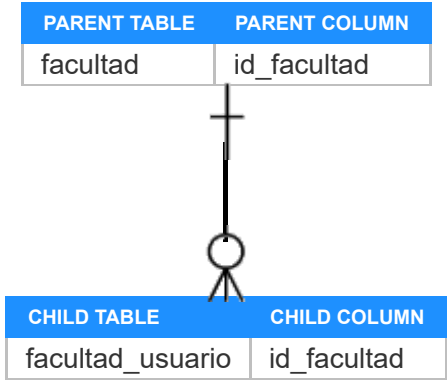 PARENT TABLE PARENT COLUMN
facultad id_facultad
CHILD TABLE CHILD COLUMN
facultad_usuario id_facultad